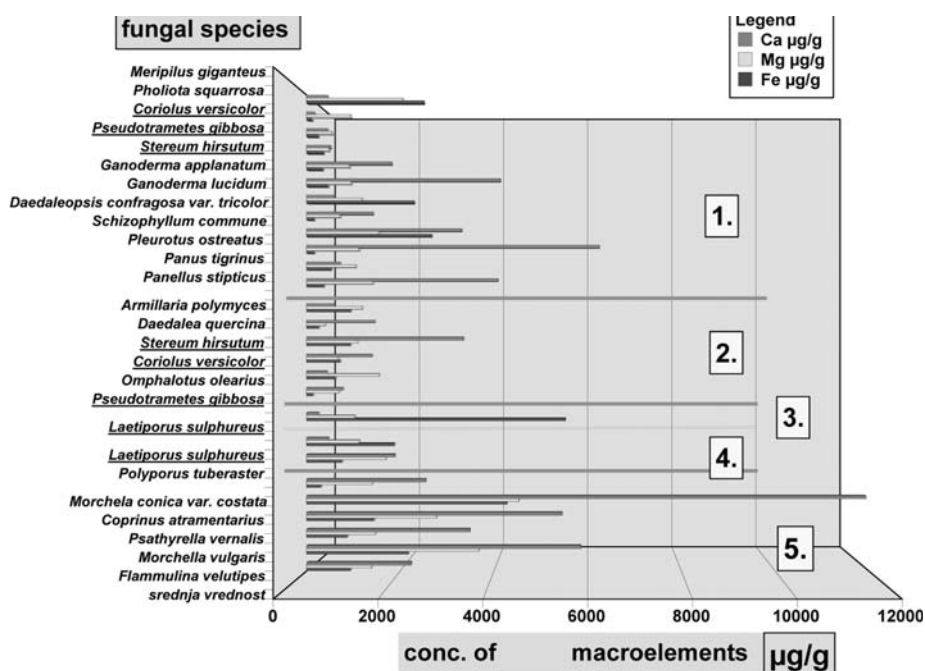 fungal species
Legend
Ca µg/g
Mg µg/g
Fe µg/g
Meripilus giganteus
Pholiota squarrosa
Coriolus versicolor
Pseudotrametes gibbosa
Stereum hirsutum
Ganoderma applanatum
Ganoderma lucidum
Daedaleopsis confragosa var. tricolor
Schizophyllum commune
Pleurotus ostreatus
Panus tigrinus
Panellus stipticus
Armillaria polymyces
Daedalea quercina
Stereum hirsutum
Coriolus versicolor
Omphalotus olearius
Pseudotrametes gibbosa
Laetiporus sulphureus
Laetiporus sulphureus
Polyporus tuberaster
Morchela conica var. costata
Coprinus atramentarius
Psathyrella vernalis
Morchella vulgaris
Flammulina velutipes
srednja vrednost
1.
2.
3.
4.
5.
0 2000 4000 6000 8000 10000 12000
conc. of macroelements µg/g